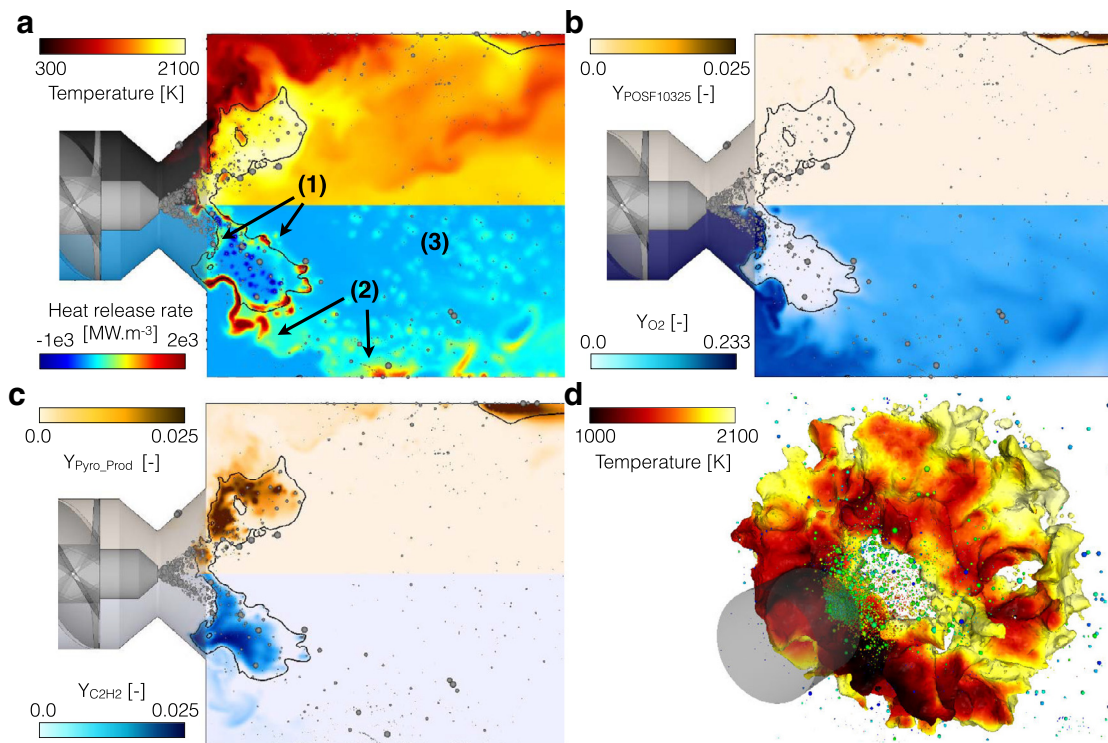 a
300 2100
Temperature [K]
(1)
(3)
(2)
Heat release rate
[MW.m-3]
-1e3 2e3
b
0.0 0.025
YPOSF10325 [-]
YO2 [-]
0.0 0.233
c
0.0 0.025
YPyro_Prod [-]
YC2H2 [-]
0.0 0.025
d
1000 2100
Temperature [K]